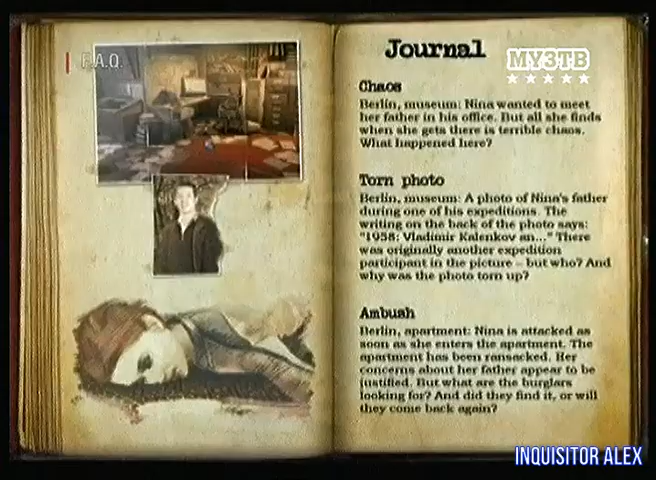 F.A.Q.
Journal
МУЗТВ
Chaos
Berlin, museum: Nina wanted to meet
her father in his office. But all she finds
when she gets there is terrible chaos.
What happened here?
Torn photo
Berlin, museum: A photo of Nina's father
during one of his expeditions. The
writing on the back of the photo says:
"1958: Vladimir Kalenkov an..." There
was originally another expedition
participant in the picture – but who? And
why was the photo torn up?
Ambush
Berlin, apartment: Nina is attacked as
soon as she enters the apartment. The
apartment has been ransacked. Her
concerns about her father appear to be
justified. But what are the burglars
looking for? And did they find it, or will
they come back again?
INQUISITOR ALEX